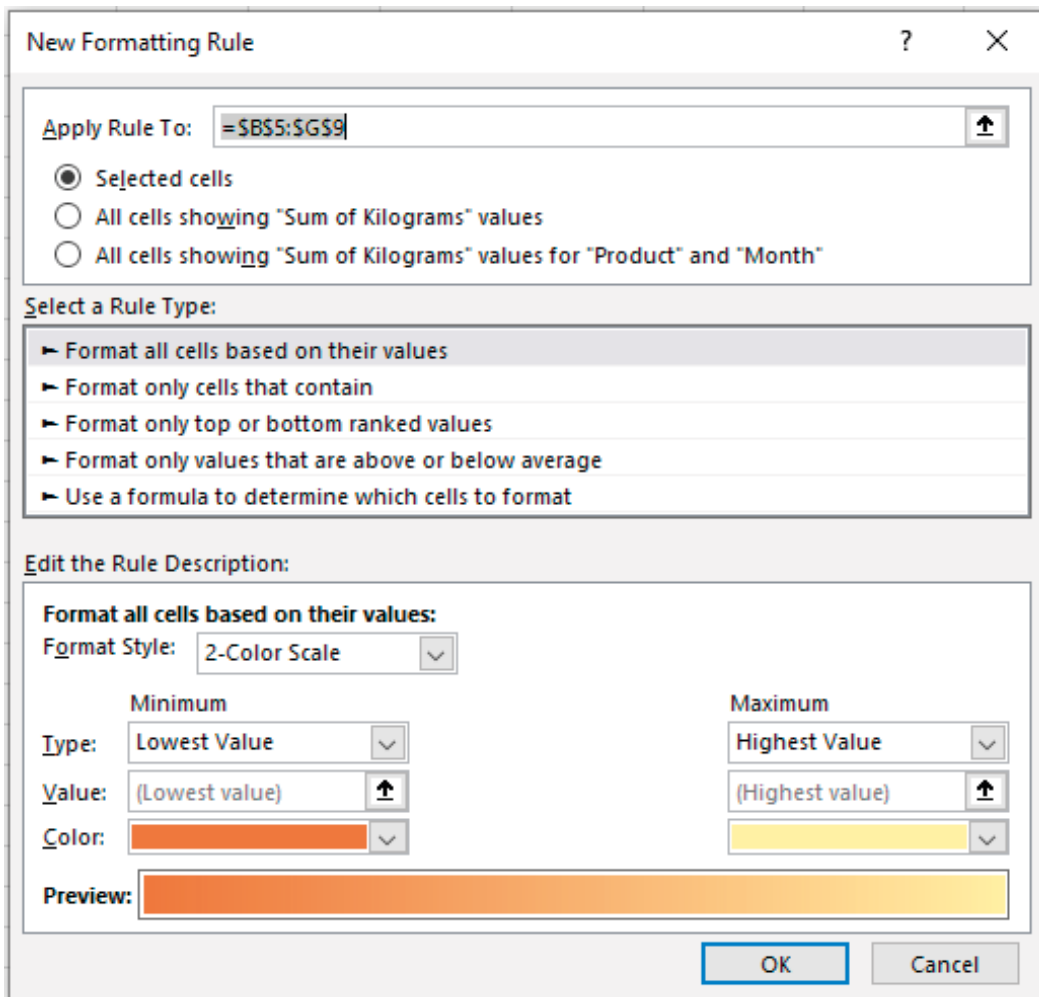 New Formatting Rule ?
Apply Rule To: =$B$5:$G$9
Selected cells
All cells showing "Sum of Kilograms" values
All cells showing "Sum of Kilograms" values for "Product" and "Month"
Select a Rule Type:
► Format all cells based on their values
► Format only cells that contain
► Format only top or bottom ranked values
► Format only values that are above or below average
► Use a formula to determine which cells to format
Edit the Rule Description:
Format all cells based on their values:
Format Style: 2-Color Scale
Minimum Maximum
Type: Lowest Value Highest Value
Value: (Lowest value) (Highest value)
Color:
Preview:
OK Cancel